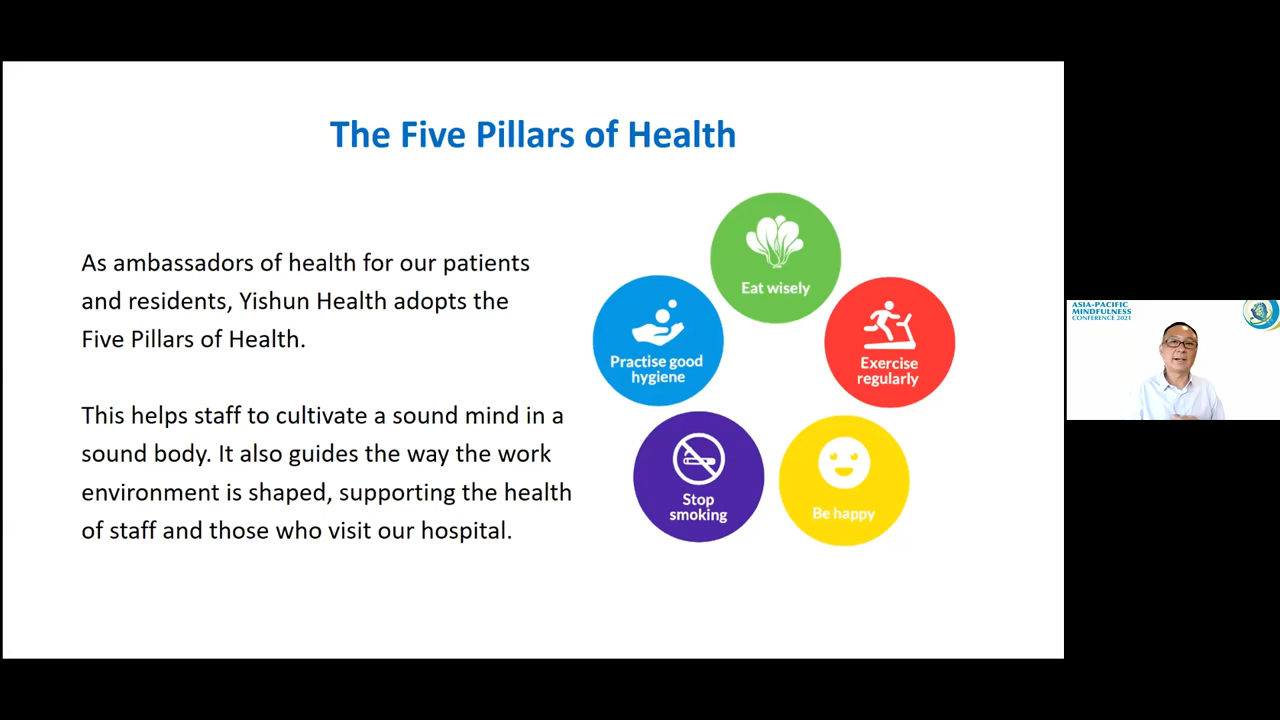 The Five Pillars of Health
As ambassadors of health for our patients
and residents, Yishun Health adopts the
Five Pillars of Health.
This helps staff to cultivate a sound mind in a
sound body. It also guides the way the work
environment is shaped, supporting the health
of staff and those who visit our hospital.
Eat wisely
Practise good
hygiene
Exercise
regularly
Stop
smoking
Be happy
ASIA-PACIFIC
MINDFULNESS
CONFERENCE 2021